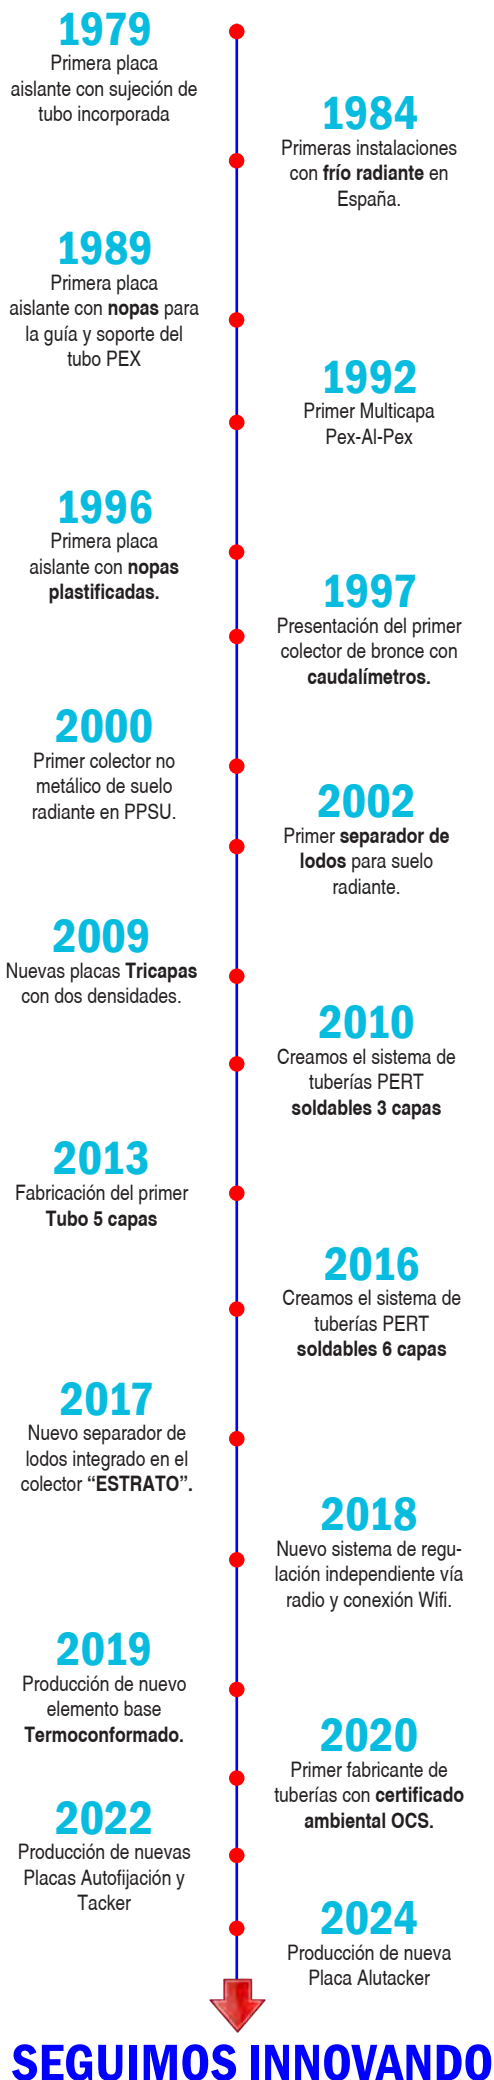 1979
Primera placa
aislante con sujeción de
tubo incorporada
1984
Primeras instalaciones
con frío radiante en
España.
1989
Primera placa
aislante con nopas para
la guía y soporte del
tubo PEX
1992
Primer Multicapa
Pex-Al-Pex
1996
Primera placa
aislante con nopas
plastificadas.
1997
Presentación del primer
colector de bronce con
caudalímetros.
2000
Primer colector no
metálico de suelo
radiante en PPSU.
2002
Primer separador de
lodos para suelo
radiante.
2009
Nuevas placas Tricapas
con dos densidades.
2010
Creamos el sistema de
tuberías PERT
soldables 3 capas
2013
Fabricación del primer
Tubo 5 capas
2016
Creamos el sistema de
tuberías PERT
soldables 6 capas
2017
Nuevo separador de
lodos integrado en el
colector “ESTRATO”.
2018
Nuevo sistema de regu-
lación independiente vía
radio y conexión Wifi.
2019
Producción de nuevo
elemento base
Termoconformado.
2020
Primer fabricante de
tuberías con certificado
ambiental OCS.
2022
Producción de nuevas
Placas Autofijación y
Tacker
2024
Producción de nueva
Placa Alutacker
SEGUIMOS INNOVANDO